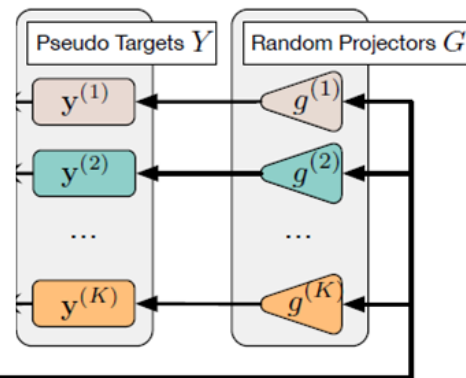 Pseudo Targets Y
Random Projectors G
y^(1)
g^(1)
y^(2)
g^(2)
...
...
y^(K)
g^(K)